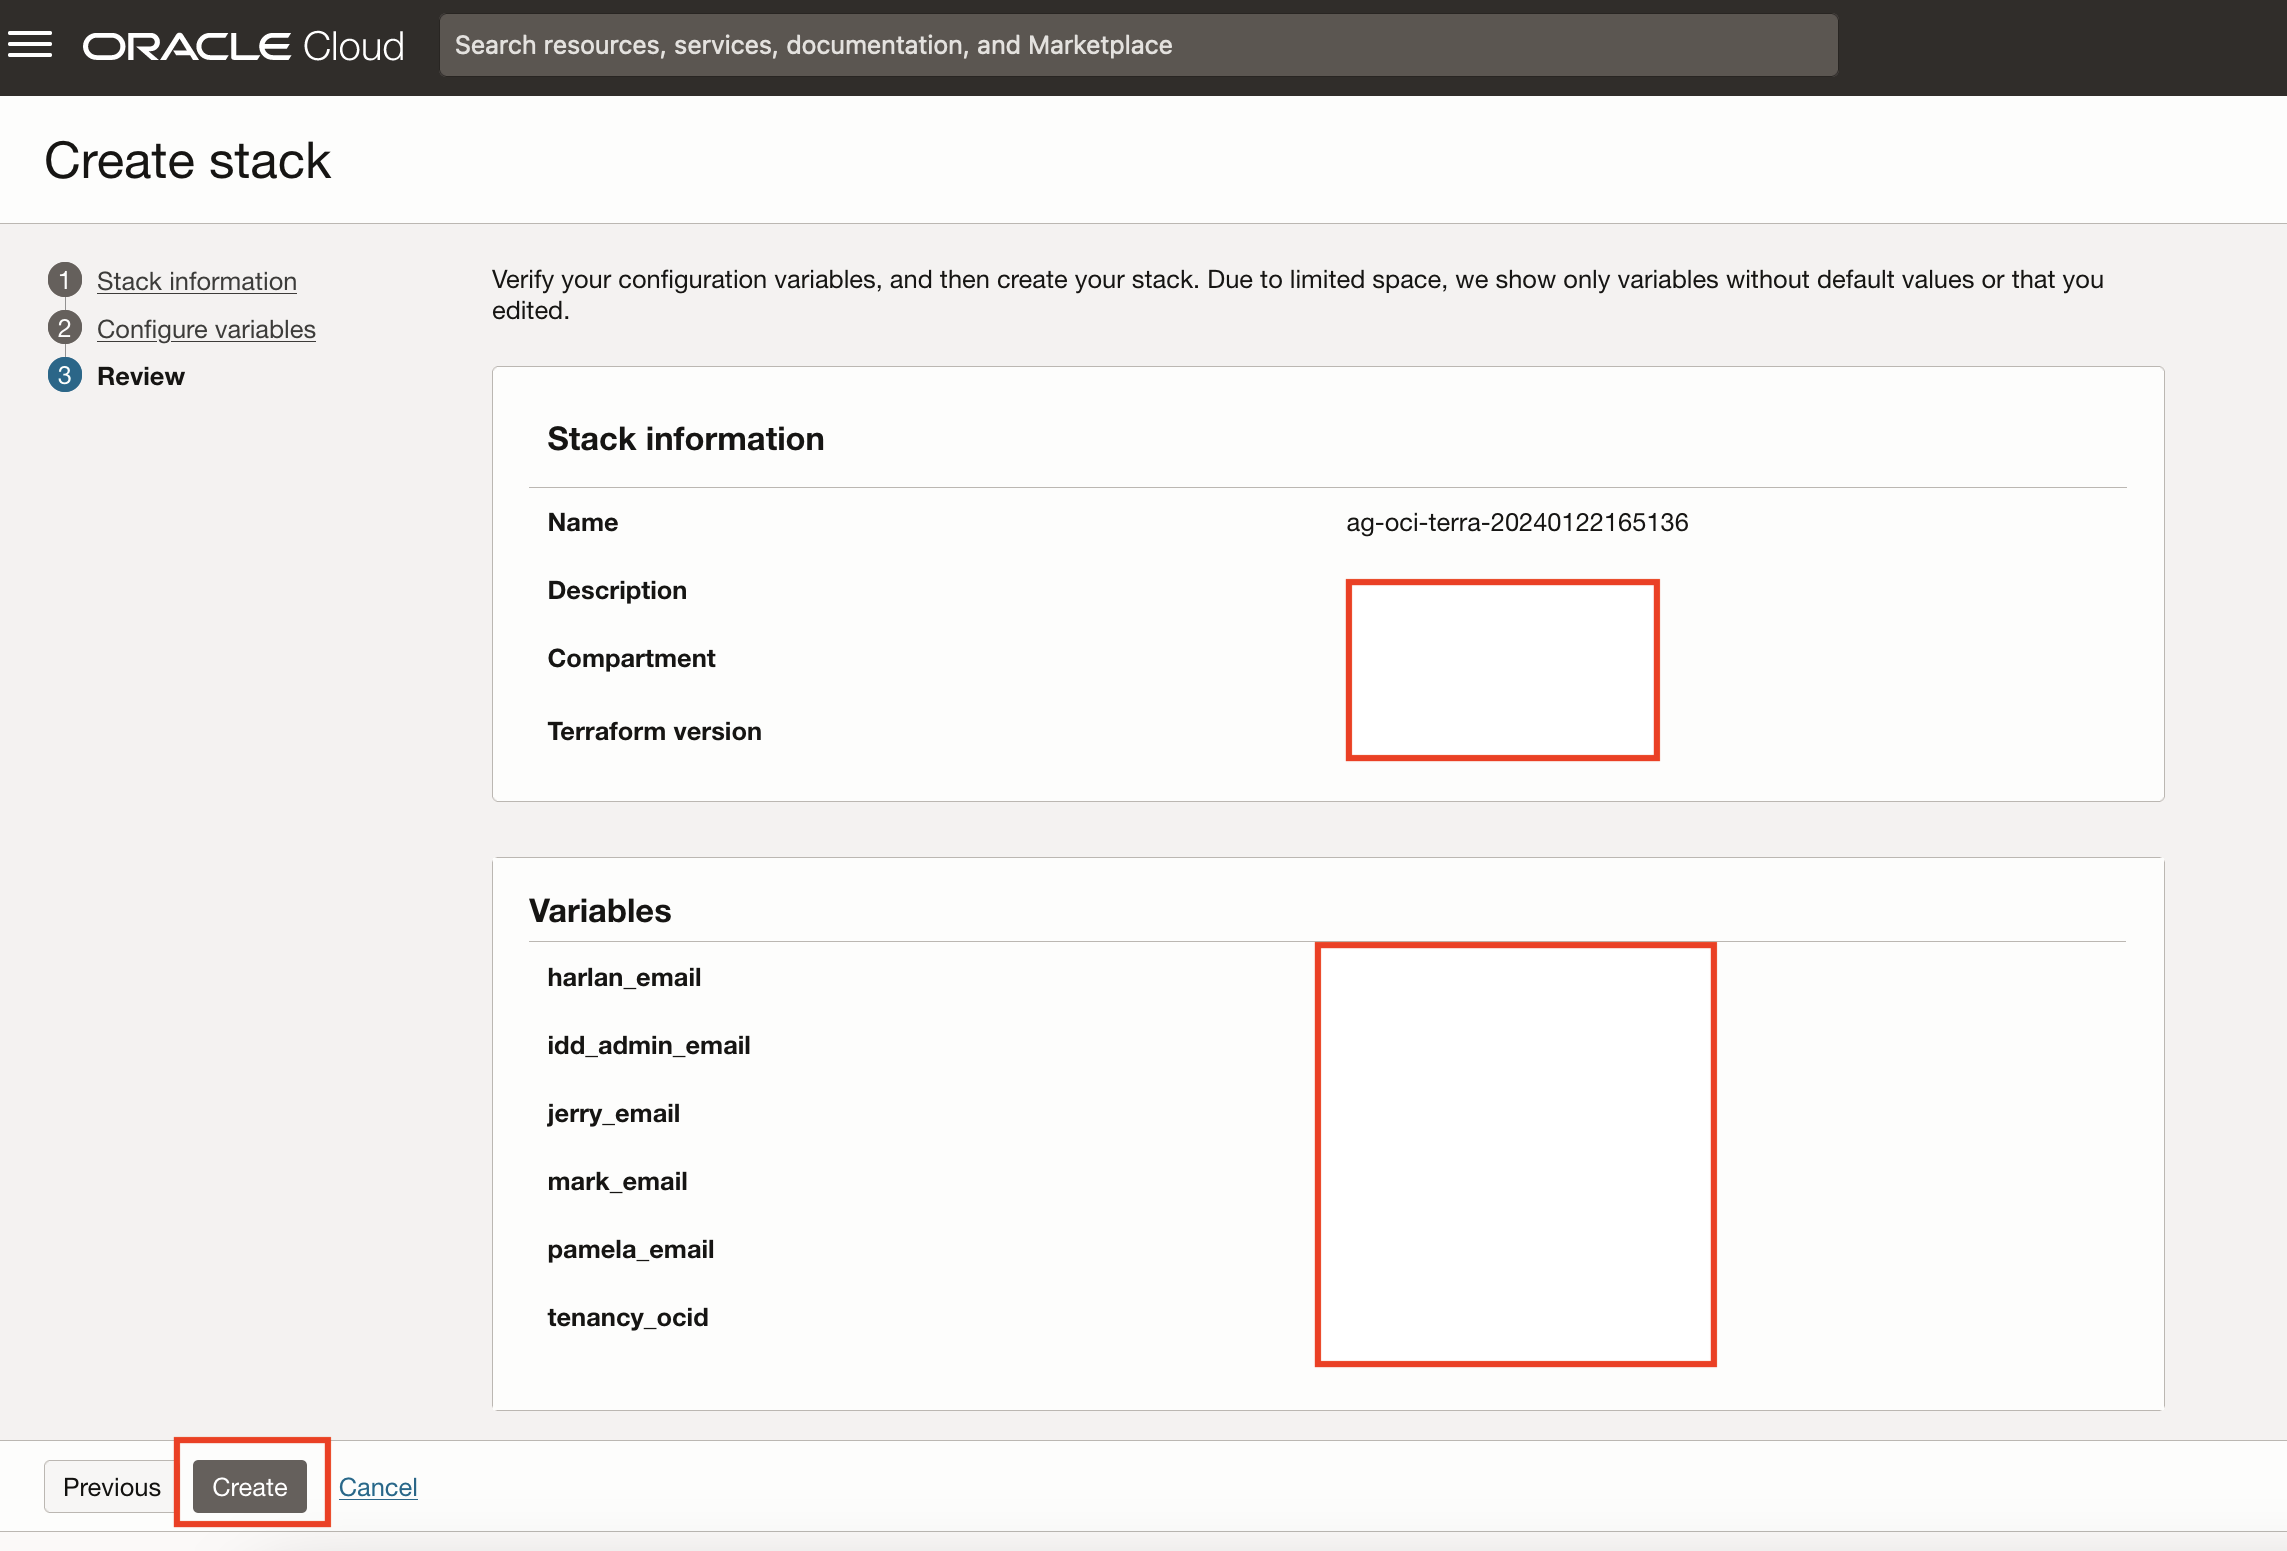 ORACLE Cloud
Search resources, services, documentation, and Marketplace
Create stack
1 Stack information
2 Configure variables
3 Review
Verify your configuration variables, and then create your stack. Due to limited space, we show only variables without default values or that you
edited.
Stack information
Name ag-oci-terra-20240122165136
Description
Compartment
Terraform version
Variables
harlan_email
idd_admin_email
jerry_email
mark_email
pamela_email
tenancy_ocid
Previous Create Cancel